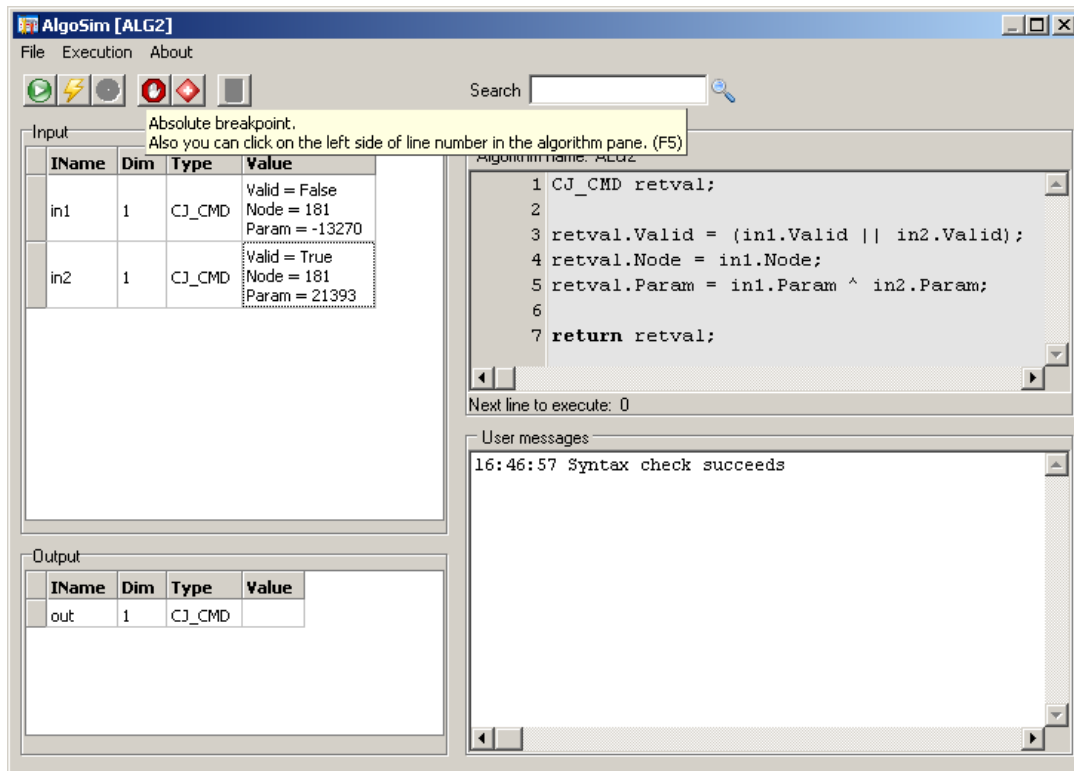 AlgoSim [ALG2]
File Execution About
Search
Absolute breakpoint.
Also you can click on the left side of line number in the algorithm pane. (F5)
Input
IName Dim Type Value
in1 1 CJ_CMD Valid = False
Node = 181
Param = -13270
in2 1 CJ_CMD Valid = True
Node = 181
Param = 21393
Algorithm name: ALG2
1 CJ_CMD retval;
2
3 retval.Valid = (in1.Valid || in2.Valid);
4 retval.Node = in1.Node;
5 retval.Param = in1.Param ^ in2.Param;
6
7 return retval;
Next line to execute: 0
User messages
16:46:57 Syntax check succeeds
Output
IName Dim Type Value
out 1 CJ_CMD